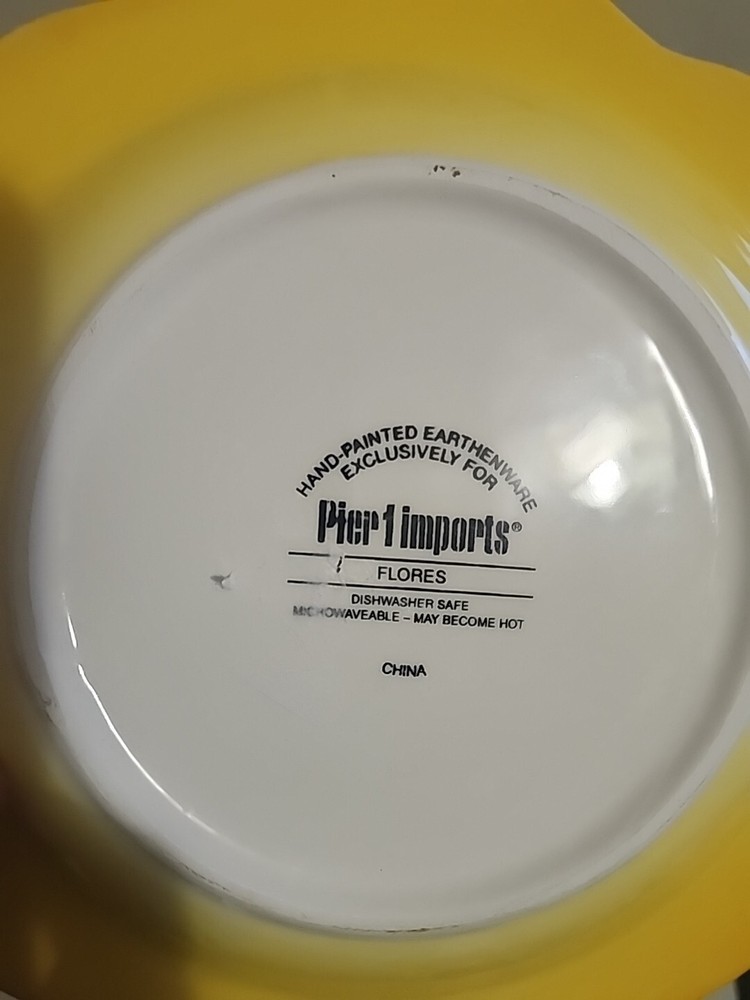 HAND-PAINTED EARTHENWARE
EXCLUSIVELY FOR
Pier 1 imports®
FLORES
DISHWASHER SAFE
MICROWAVEABLE – MAY BECOME HOT
CHINA